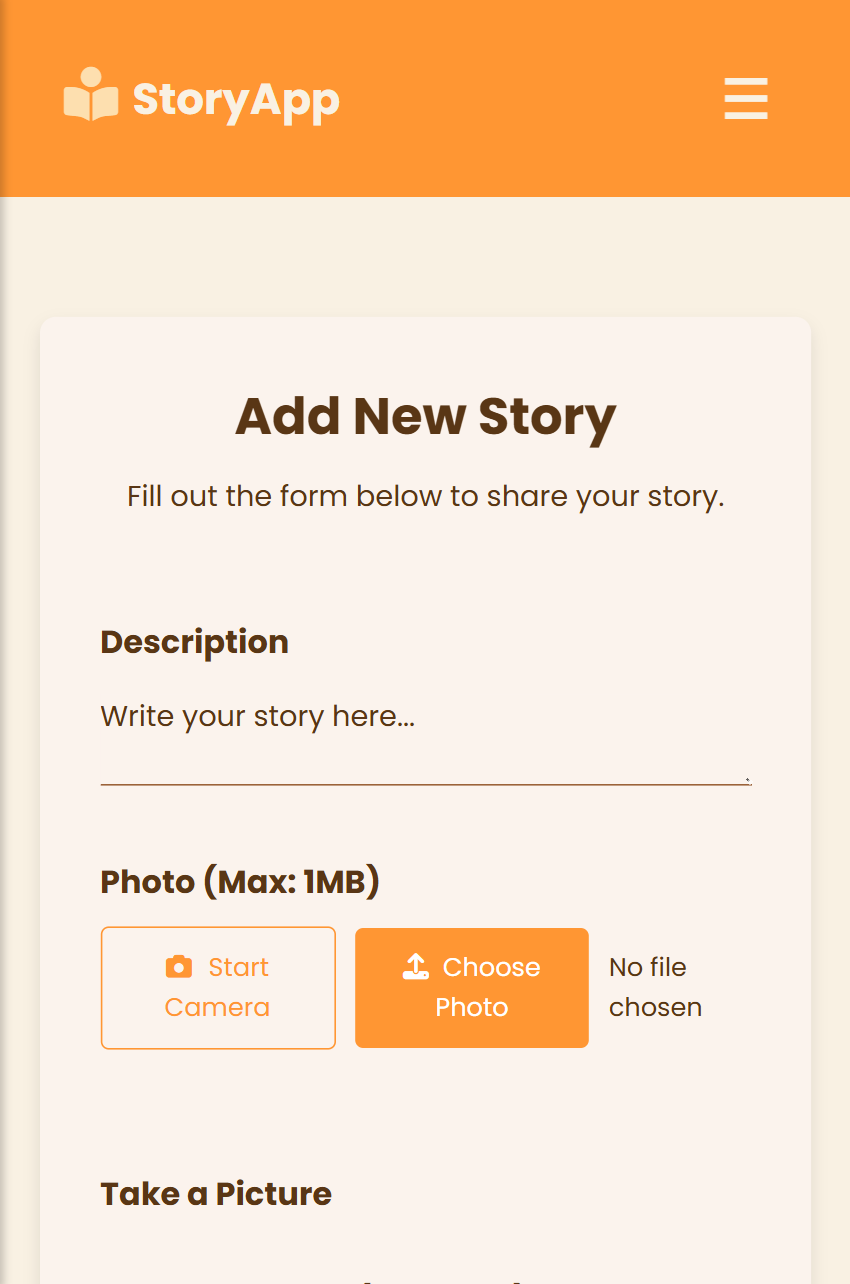 StoryApp
Add New Story
Fill out the form below to share your story.
Description
Write your story here...
Photo (Max: 1MB)
Start
Camera
Choose
Photo
No file
chosen
Take a Picture